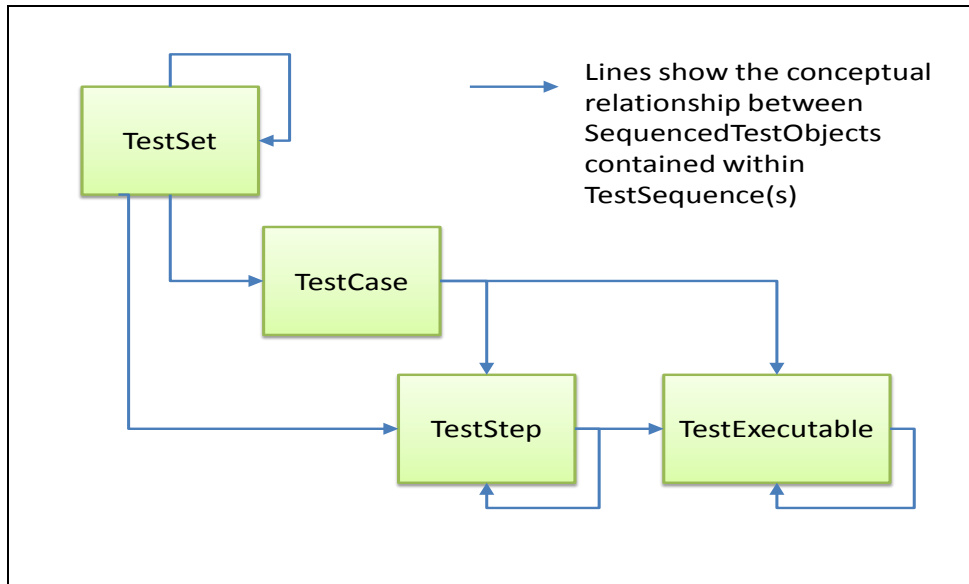 Lines show the conceptual
relationship between
SequencedTestObjects
contained within
TestSequence(s)
TestSet
TestCase
TestStep
TestExecutable